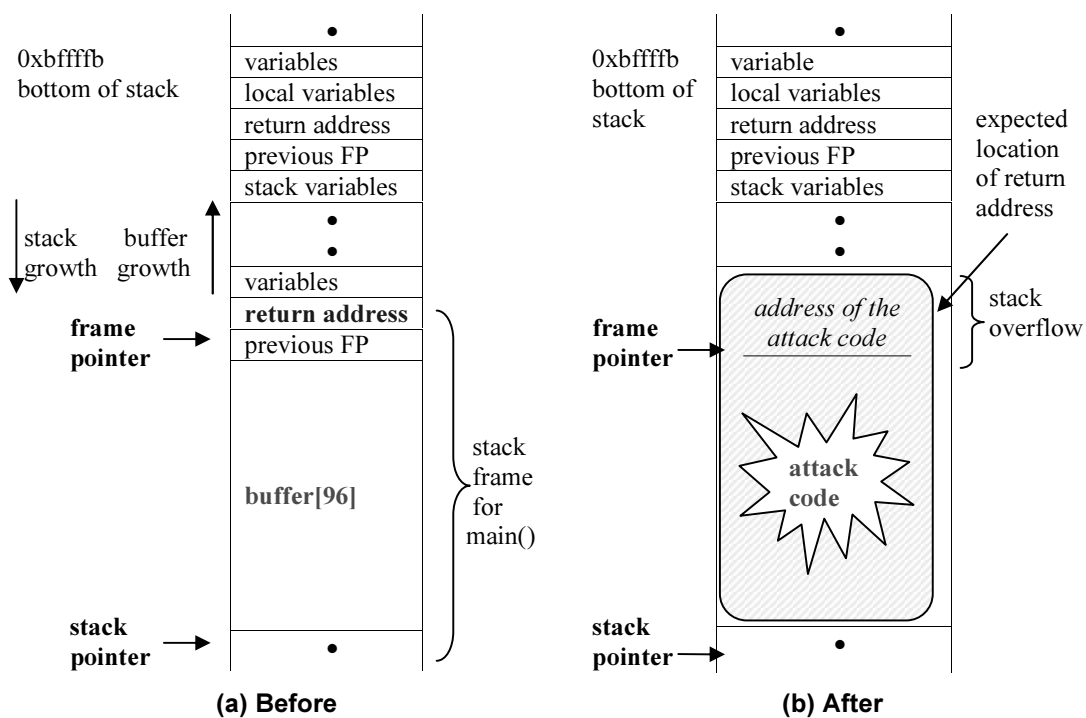 0xbffffb
bottom of stack
variables
local variables
return address
previous FP
stack variables
stack
growth
buffer
growth
variables
return address
previous FP
frame
pointer
buffer[96]
stack
frame
for
main()
stack
pointer
(a) Before
0xbffffb
bottom of
stack
variable
local variables
return address
previous FP
stack variables
expected
location
of return
address
address of the
attack code
stack
overflow
frame
pointer
attack
code
stack
pointer
(b) After